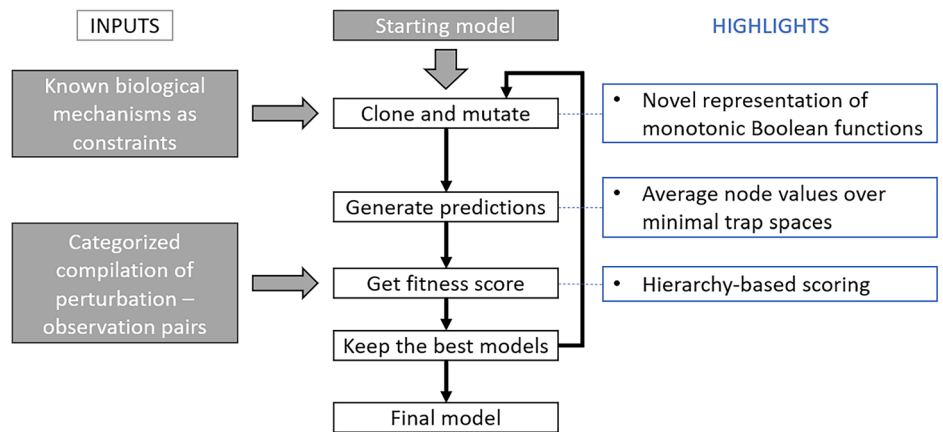 INPUTS
Starting model
HIGHLIGHTS
Known biological
mechanisms as
constraints
Clone and mutate
• Novel representation of
monotonic Boolean functions
Generate predictions
• Average node values over
minimal trap spaces
Categorized
compilation of
perturbation –
observation pairs
Get fitness score
• Hierarchy-based scoring
Keep the best models
Final model